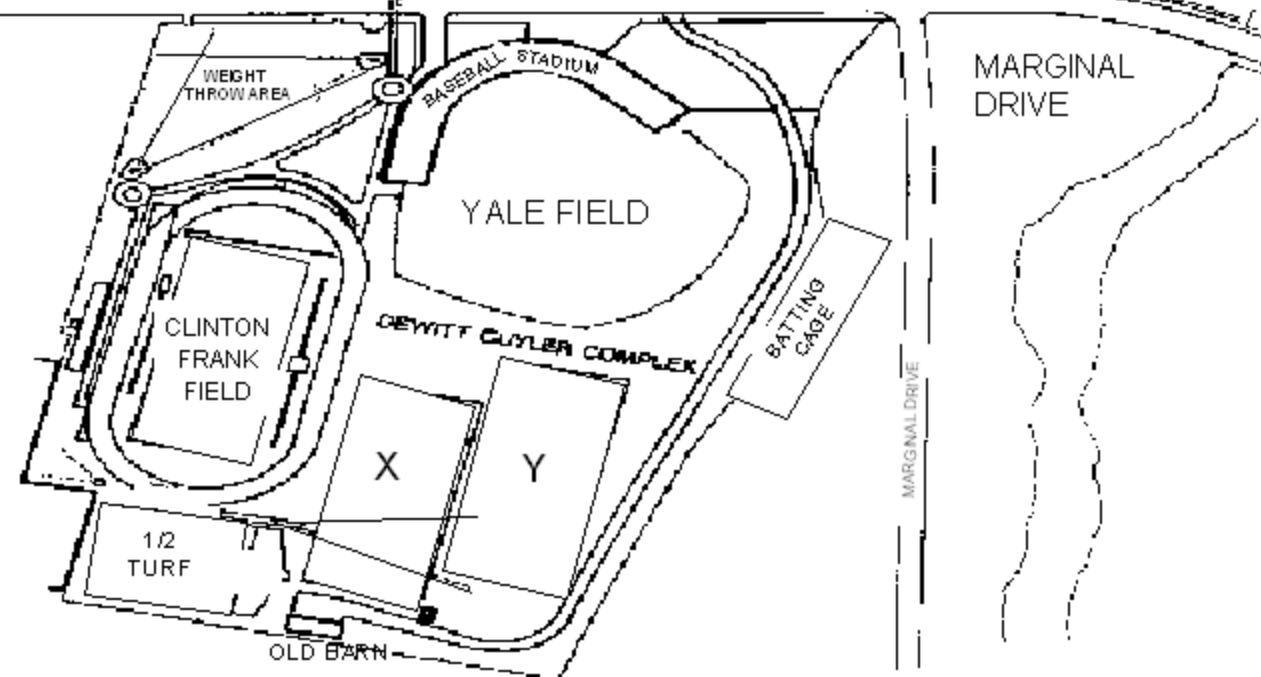 WEIGHT
THROW AREA
BASEBALL STADIUM
MARGINAL
DRIVE
YALE FIELD
CLINTON
FRANK
FIELD
DEWITT CUYLER COMPLEX
BATTING
CAGE
MARGINAL DRIVE
X
Y
1/2
TURF
OLD BARN